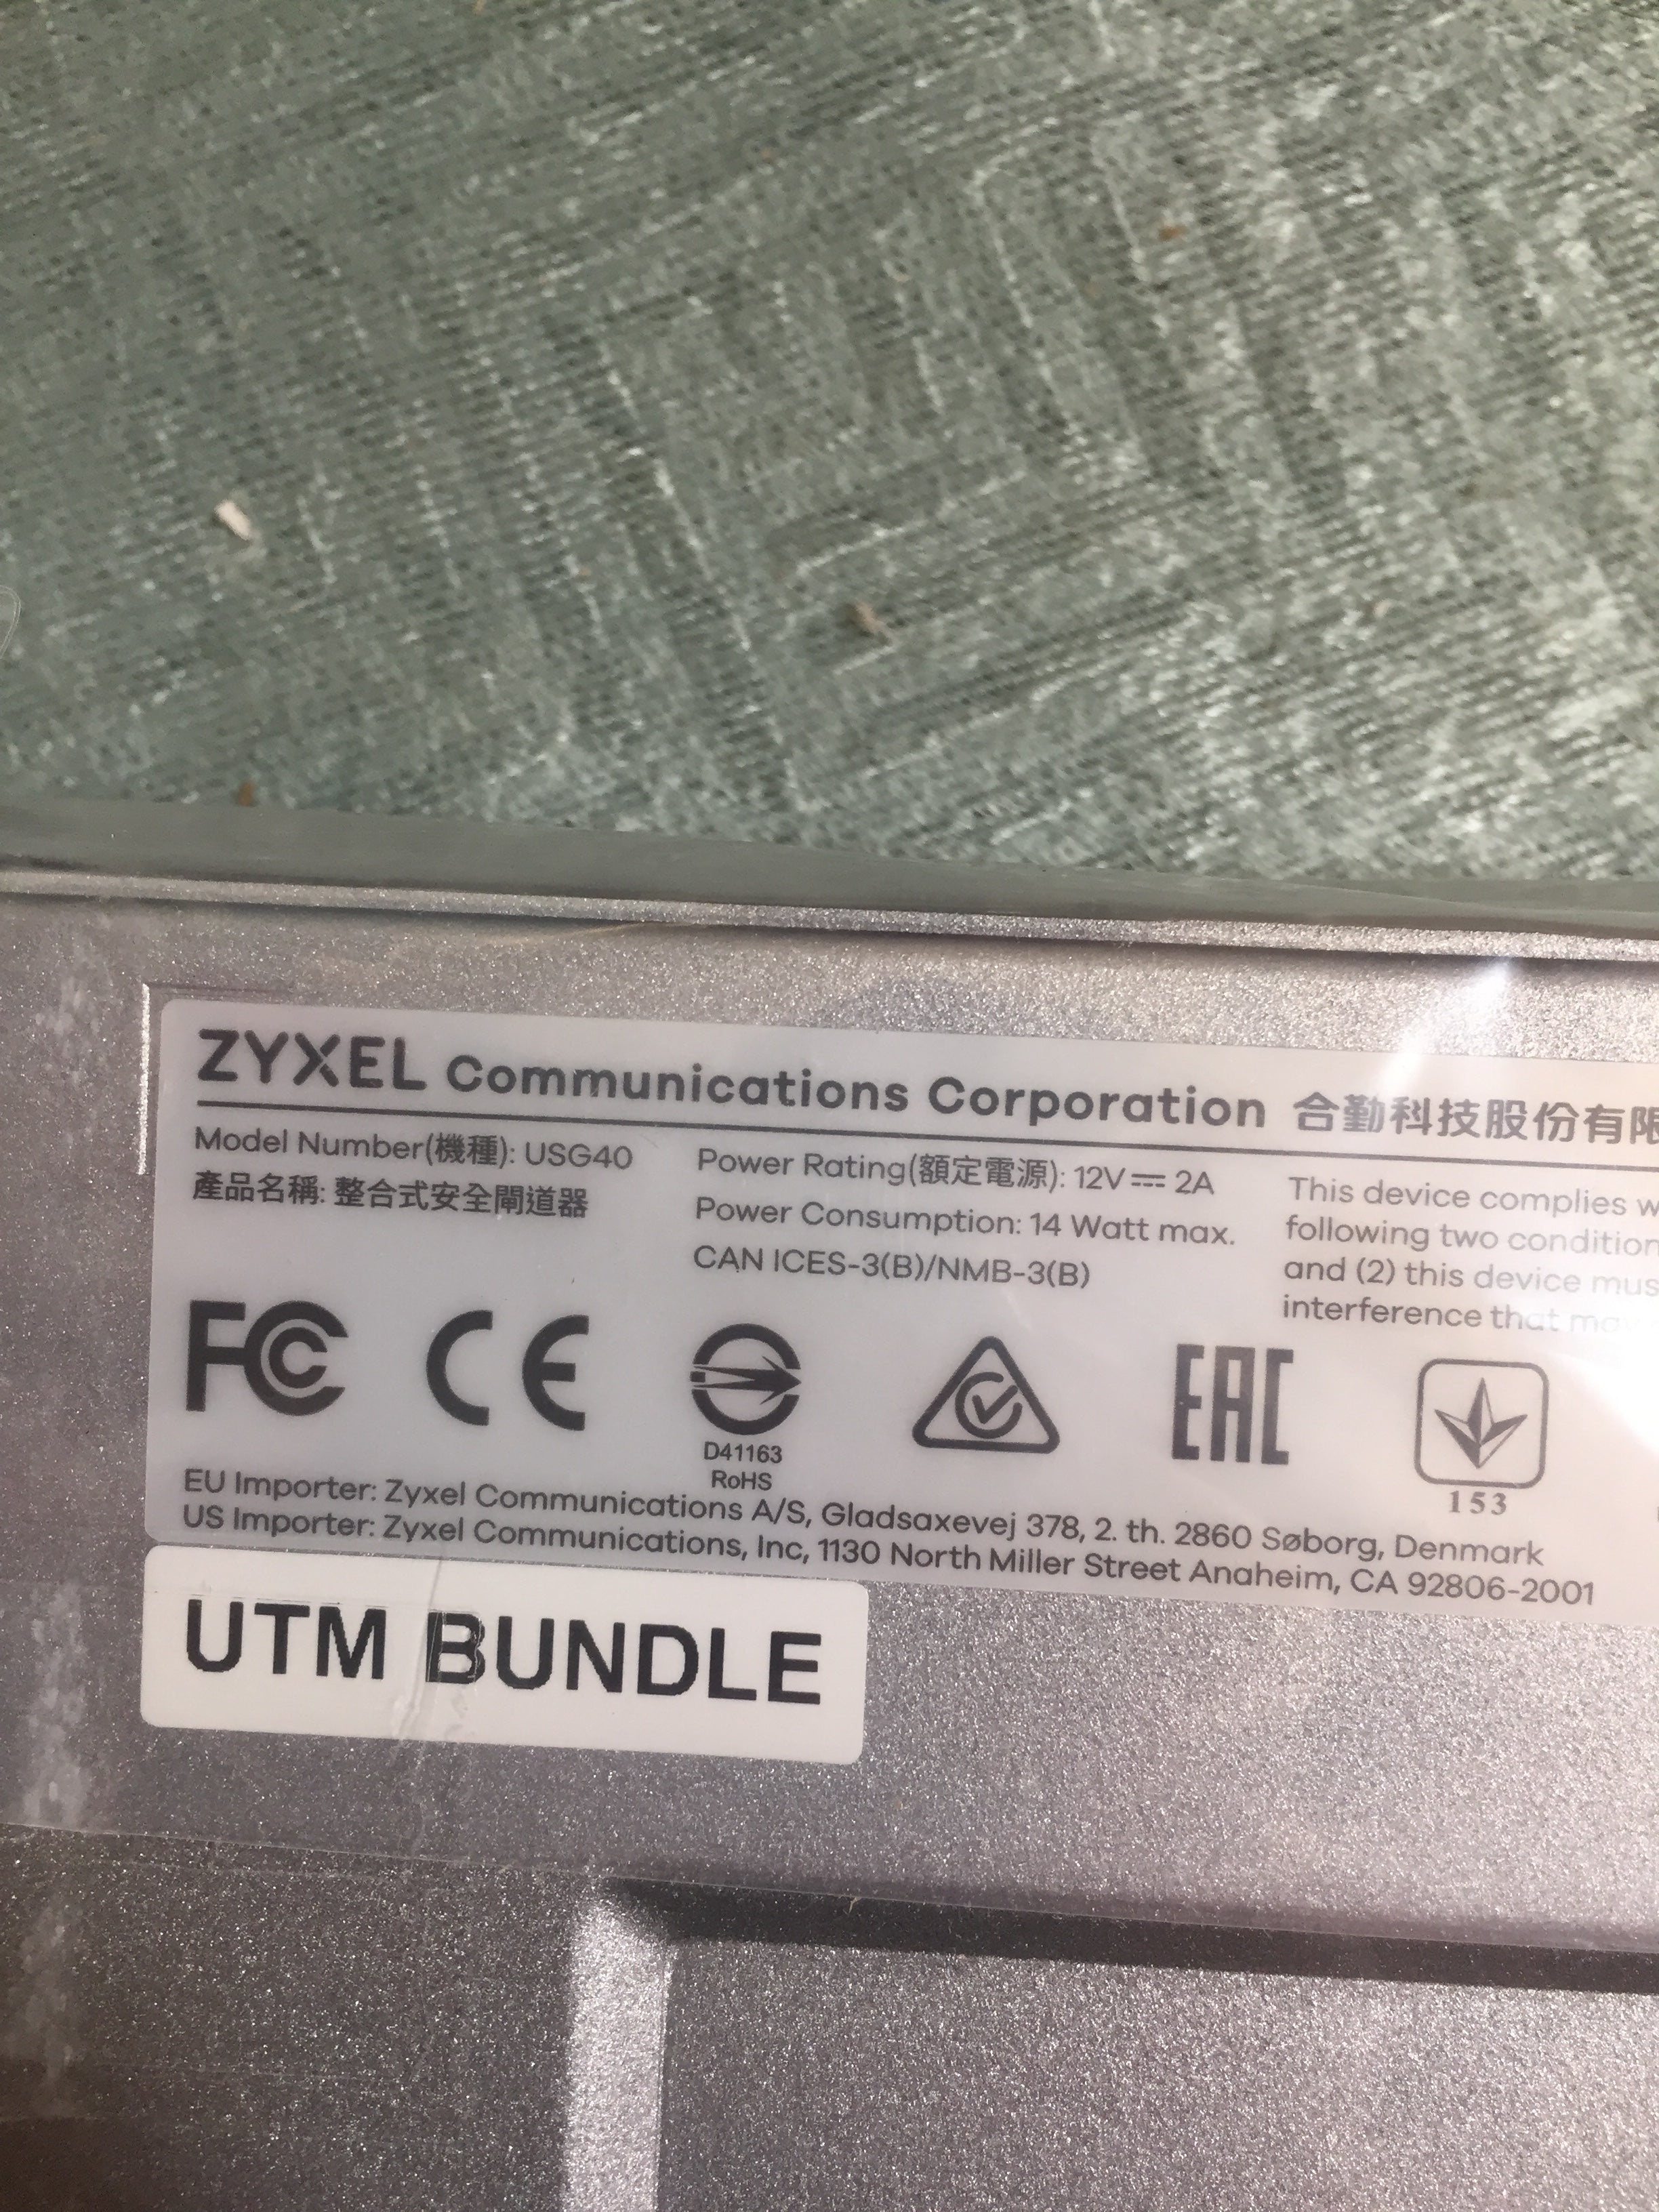 ZYXEL Communications Corporation 合勤科技股份有限
Model Number(機種): USG40
產品名稱: 整合式安全閘道器
Power Rating(額定電源): 12V⎓ 2A
Power Consumption: 14 Watt max.
CAN ICES-3(B)/NMB-3(B)
This device complies w
following two condition
and (2) this device mus
interference that may
FC CE
D41163
RoHS
EAC
153
EU Importer: Zyxel Communications A/S, Gladsaxevej 378, 2. th. 2860 Søborg, Denmark
US Importer: Zyxel Communications, Inc, 1130 North Miller Street Anaheim, CA 92806-2001
UTM BUNDLE